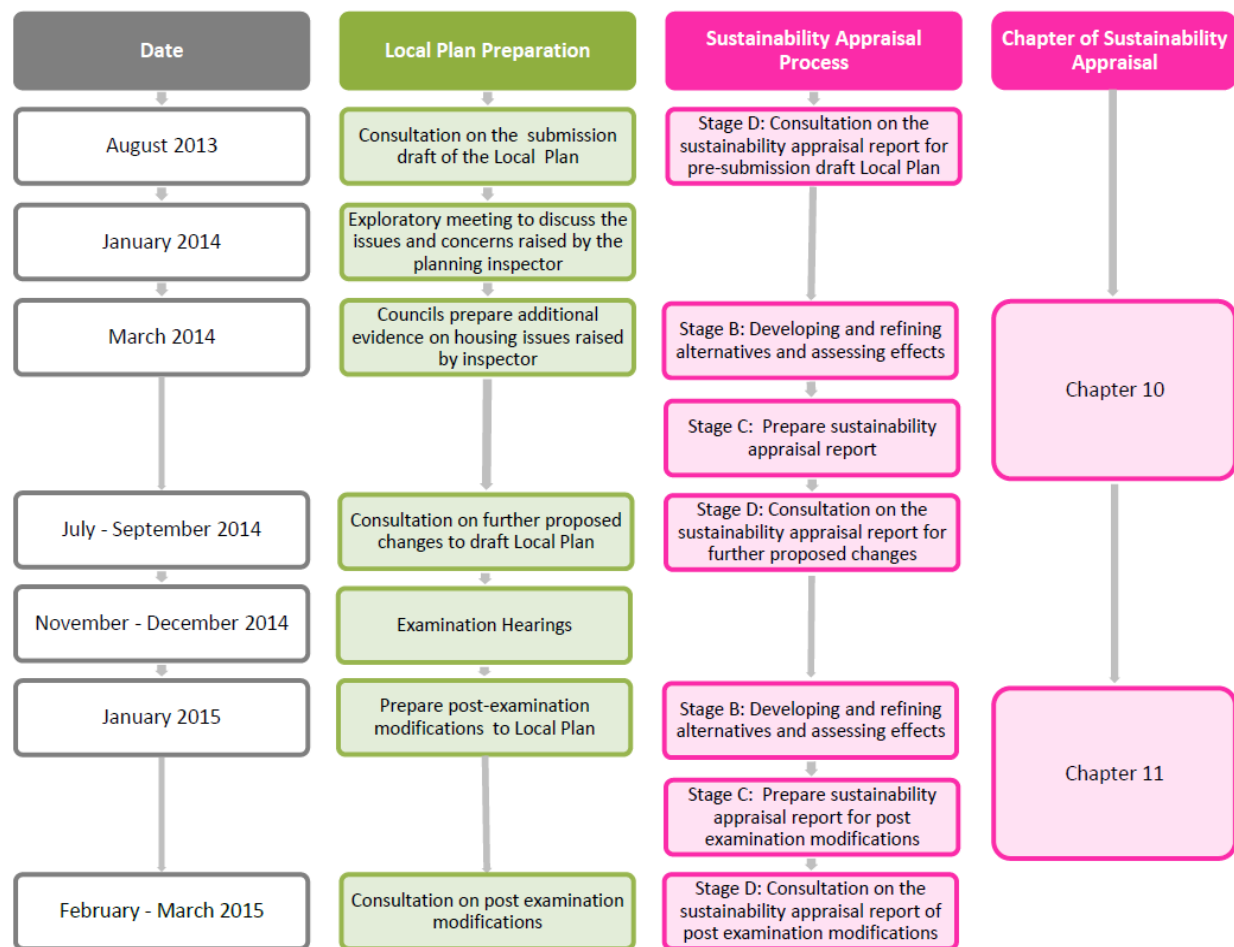 Date
Local Plan Preparation
Sustainability Appraisal
Process
Chapter of Sustainability
Appraisal
August 2013
Consultation on the submission
draft of the Local Plan
Stage D: Consultation on the
sustainability appraisal report for
pre-submission draft Local Plan
January 2014
Exploratory meeting to discuss the
issues and concerns raised by the
planning inspector
March 2014
Councils prepare additional
evidence on housing issues raised
by inspector
Stage B: Developing and refining
alternatives and assessing effects
Chapter 10
Stage C: Prepare sustainability
appraisal report
July - September 2014
Consultation on further proposed
changes to draft Local Plan
Stage D: Consultation on the
sustainability appraisal report for
further proposed changes
November - December 2014
Examination Hearings
January 2015
Prepare post-examination
modifications to Local Plan
Stage B: Developing and refining
alternatives and assessing effects
Chapter 11
Stage C: Prepare sustainability
appraisal report for post
examination modifications
February - March 2015
Consultation on post examination
modifications
Stage D: Consultation on the
sustainability appraisal report of
post examination modifications